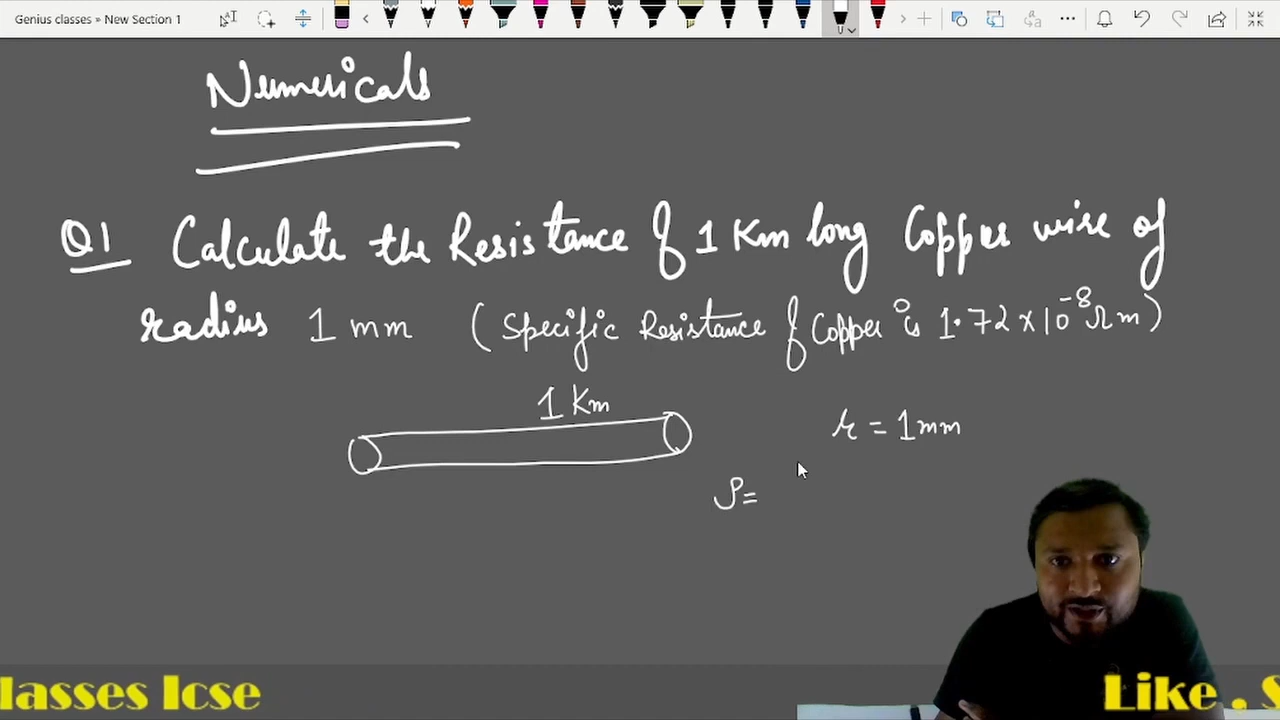 Genius classes » New Section 1
Numericals
Q1 Calculate the Resistance of 1 Km long Copper wire of
radius 1 mm (Specific Resistance of Copper is 1.72 x 10⁻⁸ Ωm)
1 Km
r = 1mm
ρ=
lasses Icse
Like . S